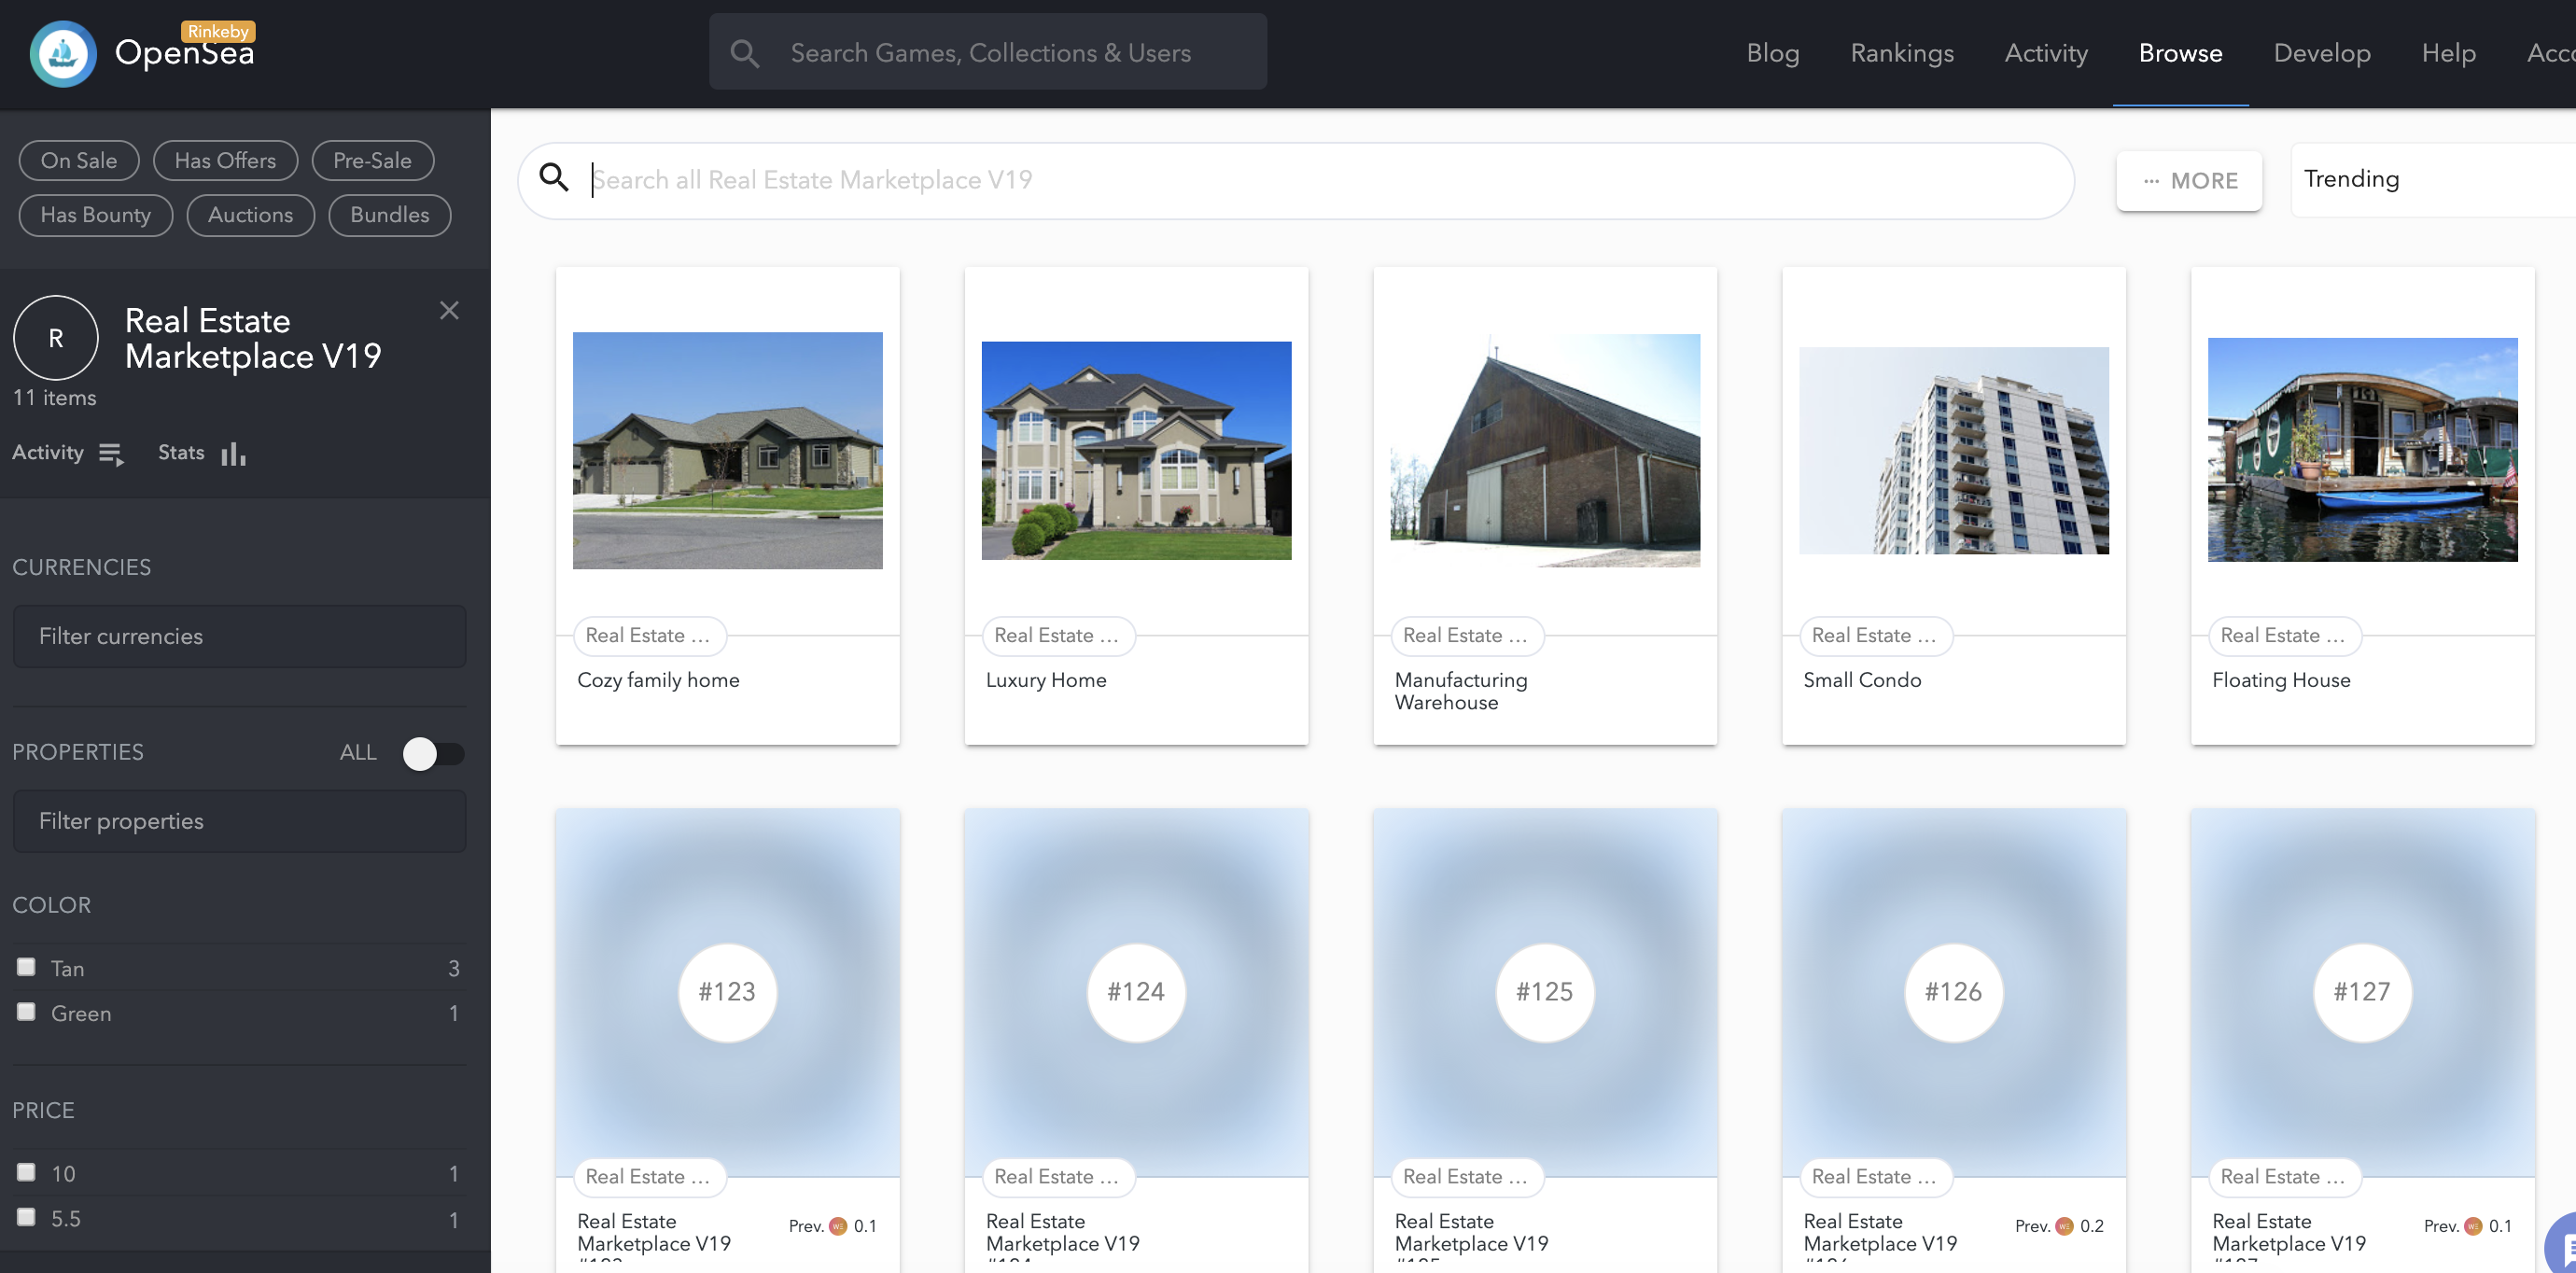 Rinkeby
OpenSea
Search Games, Collections & Users
Blog
Rankings
Activity
Browse
Develop
Help
On Sale
Has Offers
Pre-Sale
Has Bounty
Auctions
Bundles
Search all Real Estate Marketplace V19
... MORE
Trending
R
Real Estate
Marketplace V19
11 items
Activity
Stats
CURRENCIES
Filter currencies
PROPERTIES
ALL
Filter properties
COLOR
Tan 3
Green 1
PRICE
10 1
5.5 1
Real Estate ...
Cozy family home
Real Estate ...
Luxury Home
Real Estate ...
Manufacturing
Warehouse
Real Estate ...
Small Condo
Real Estate ...
Floating House
#123
Real Estate ...
Real Estate
Marketplace V19
Prev. 0.1
#124
Real Estate ...
Real Estate
Marketplace V19
#125
Real Estate ...
Real Estate
Marketplace V19
#126
Real Estate ...
Real Estate
Marketplace V19
Prev. 0.2
#127
Real Estate ...
Real Estate
Marketplace V19
Prev. 0.1